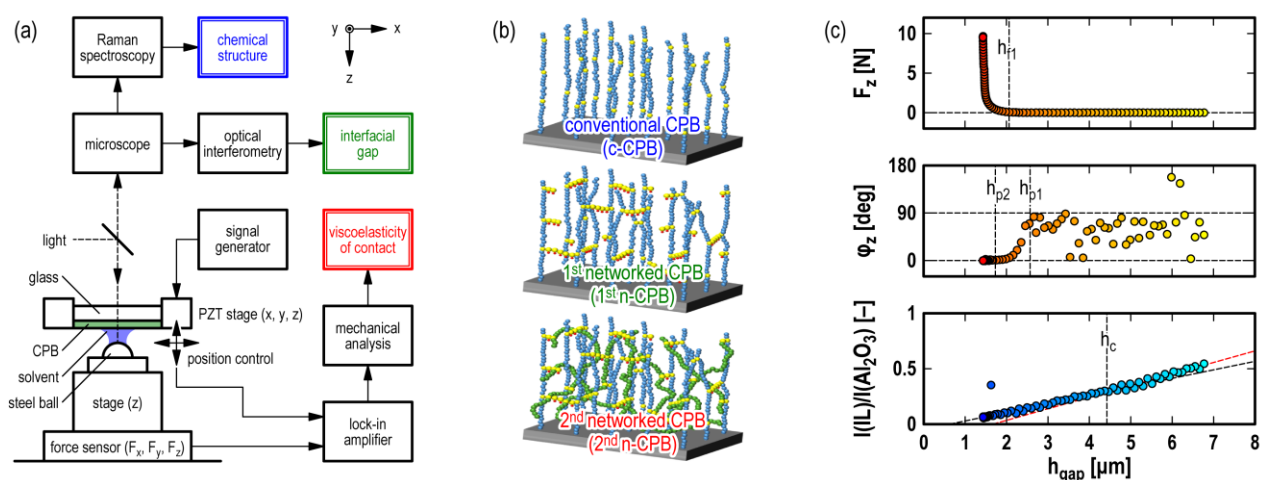 (a)
Raman
spectroscopy
chemical
structure
y
x
z
microscope
optical
interferometry
interfacial
gap
light
signal
generator
viscoelasticity
of contact
glass
PZT stage (x, y, z)
CPB
position control
mechanical
analysis
solvent
steel ball
stage (z)
lock-in
amplifier
force sensor (Fx, Fy, Fz)
(b)
conventional CPB
(c-CPB)
1st networked CPB
(1st n-CPB)
2nd networked CPB
(2nd n-CPB)
(c)
Fz [N]
10
5
0
hf1
φz [deg]
180
90
0
hp2
hp1
I(IL)/I(Al2O3) [–]
1
0.5
0
hc
0 1 2 3 4 5 6 7 8
hgap [μm]